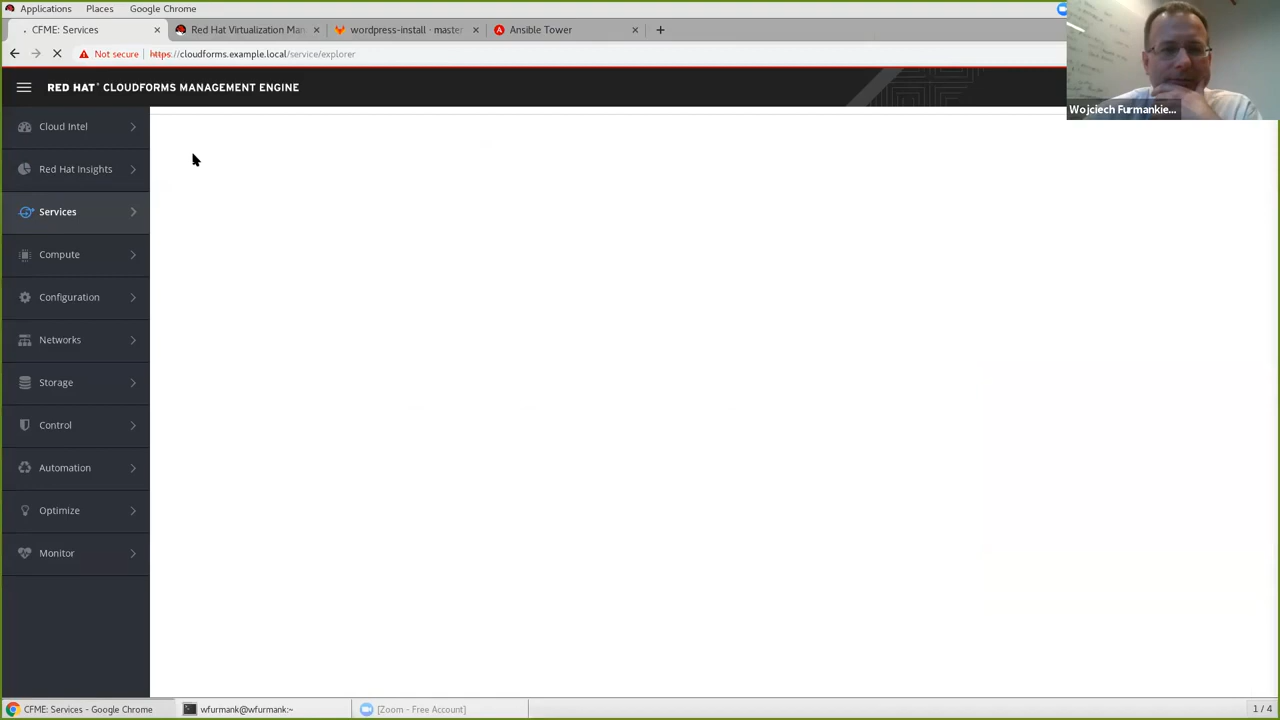 Applications Places Google Chrome
CFME: Services
Red Hat Virtualization Man
wordpress-install · master
Ansible Tower
Not secure https://cloudforms.example.local/service/explorer
RED HAT® CLOUDFORMS MANAGEMENT ENGINE
Wojciech Furmankie...
Cloud Intel
Red Hat Insights
Services
Compute
Configuration
Networks
Storage
Control
Automation
Optimize
Monitor
CFME: Services - Google Chrome
wfurmank@wfurmank:~
[Zoom - Free Account]
1 / 4